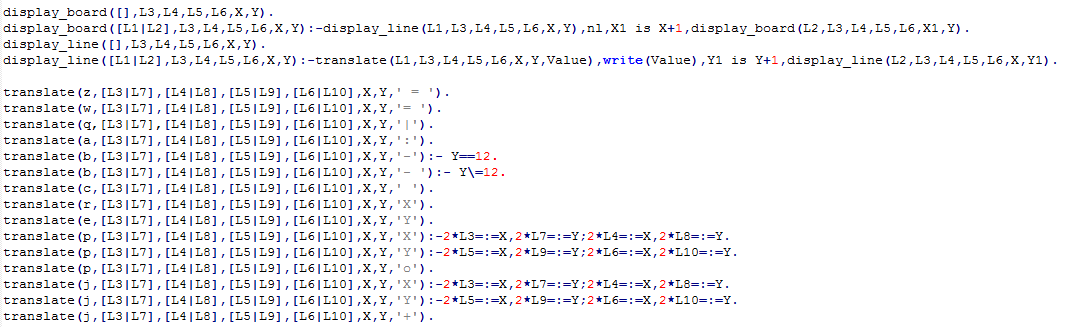 display_board([],L3,L4,L5,L6,X,Y).
display_board([L1|L2],L3,L4,L5,L6,X,Y):-display_line(L1,L3,L4,L5,L6,X,Y),nl,X1 is X+1,display_board(L2,L3,L4,L5,L6,X1,Y).
display_line([],L3,L4,L5,L6,X,Y).
display_line([L1|L2],L3,L4,L5,L6,X,Y):-translate(L1,L3,L4,L5,L6,X,Y,Value),write(Value),Y1 is Y+1,display_line(L2,L3,L4,L5,L6,X,Y1).

translate(z,[L3|L7],[L4|L8],[L5|L9],[L6|L10],X,Y,' = ').
translate(w,[L3|L7],[L4|L8],[L5|L9],[L6|L10],X,Y,'= ').
translate(q,[L3|L7],[L4|L8],[L5|L9],[L6|L10],X,Y,'|').
translate(a,[L3|L7],[L4|L8],[L5|L9],[L6|L10],X,Y,':').
translate(b,[L3|L7],[L4|L8],[L5|L9],[L6|L10],X,Y,'-'):- Y==12.
translate(b,[L3|L7],[L4|L8],[L5|L9],[L6|L10],X,Y,'- '):- Y\=12.
translate(c,[L3|L7],[L4|L8],[L5|L9],[L6|L10],X,Y,' ').
translate(r,[L3|L7],[L4|L8],[L5|L9],[L6|L10],X,Y,'X').
translate(e,[L3|L7],[L4|L8],[L5|L9],[L6|L10],X,Y,'Y').
translate(p,[L3|L7],[L4|L8],[L5|L9],[L6|L10],X,Y,'X'):-2*L3=:=X,2*L7=:=Y;2*L4=:=X,2*L8=:=Y.
translate(p,[L3|L7],[L4|L8],[L5|L9],[L6|L10],X,Y,'Y'):-2*L5=:=X,2*L9=:=Y;2*L6=:=X,2*L10=:=Y.
translate(p,[L3|L7],[L4|L8],[L5|L9],[L6|L10],X,Y,'o').
translate(j,[L3|L7],[L4|L8],[L5|L9],[L6|L10],X,Y,'X'):-2*L3=:=X,2*L7=:=Y;2*L4=:=X,2*L8=:=Y.
translate(j,[L3|L7],[L4|L8],[L5|L9],[L6|L10],X,Y,'Y'):-2*L5=:=X,2*L9=:=Y;2*L6=:=X,2*L10=:=Y.
translate(j,[L3|L7],[L4|L8],[L5|L9],[L6|L10],X,Y,'+').